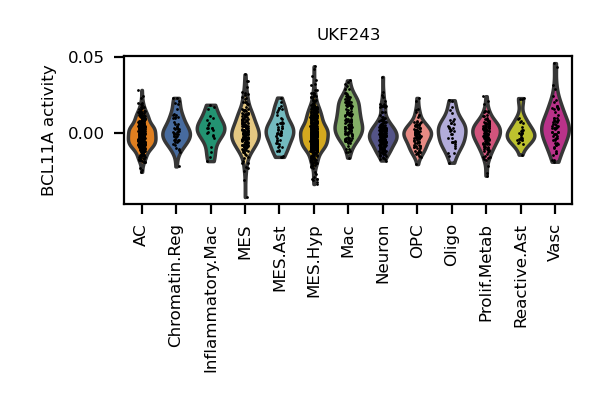 UKF243
BCL11A activity
0.05
0.00
AC
Chromatin.Reg
Inflammatory.Mac
MES
MES.Ast
MES.Hyp
Mac
Neuron
OPC
Oligo
Prolif.Metab
Reactive.Ast
Vasc